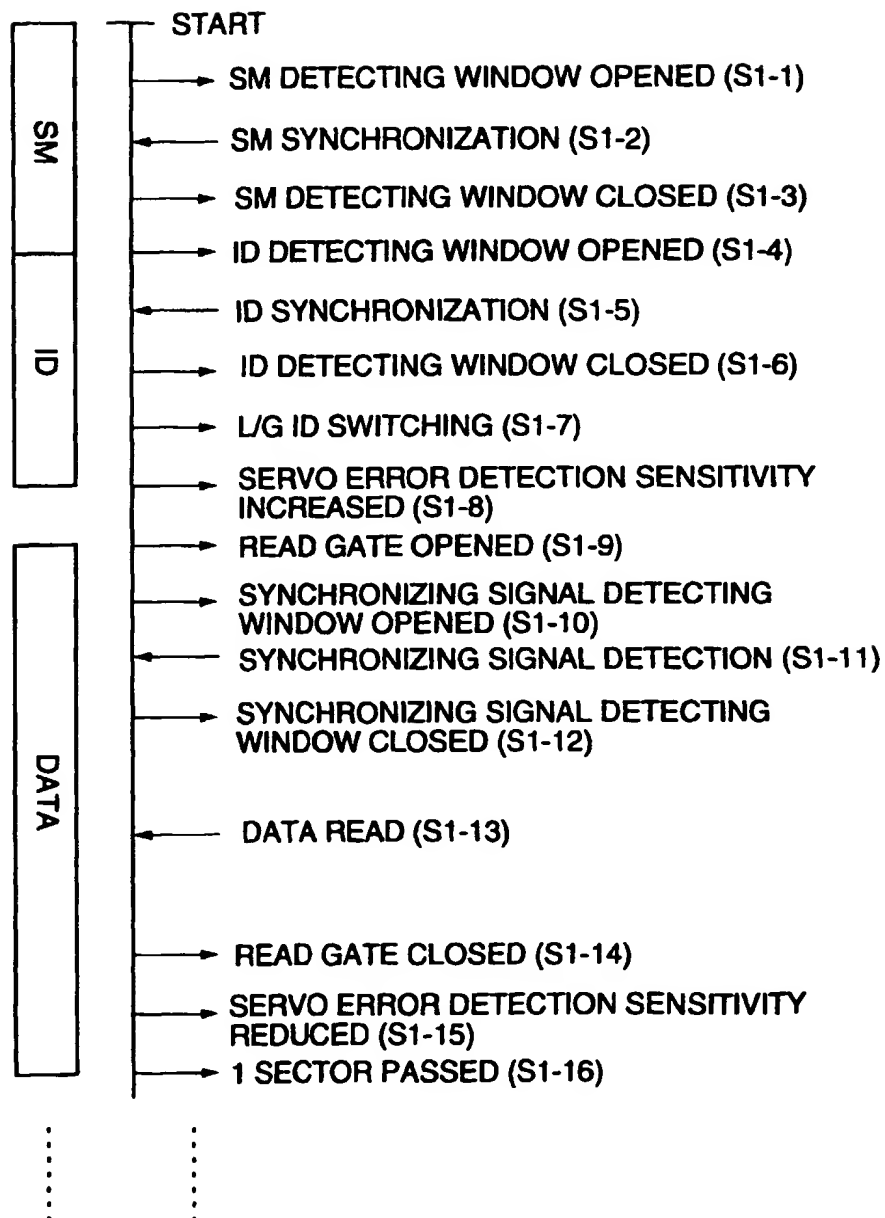 START
SM DETECTING WINDOW OPENED (S1-1)
SM
SM SYNCHRONIZATION (S1-2)
SM DETECTING WINDOW CLOSED (S1-3)
ID DETECTING WINDOW OPENED (S1-4)
ID SYNCHRONIZATION (S1-5)
ID
ID DETECTING WINDOW CLOSED (S1-6)
L/G ID SWITCHING (S1-7)
SERVO ERROR DETECTION SENSITIVITY
INCREASED (S1-8)
READ GATE OPENED (S1-9)
SYNCHRONIZING SIGNAL DETECTING
WINDOW OPENED (S1-10)
SYNCHRONIZING SIGNAL DETECTION (S1-11)
SYNCHRONIZING SIGNAL DETECTING
WINDOW CLOSED (S1-12)
DATA
DATA READ (S1-13)
READ GATE CLOSED (S1-14)
SERVO ERROR DETECTION SENSITIVITY
REDUCED (S1-15)
1 SECTOR PASSED (S1-16)